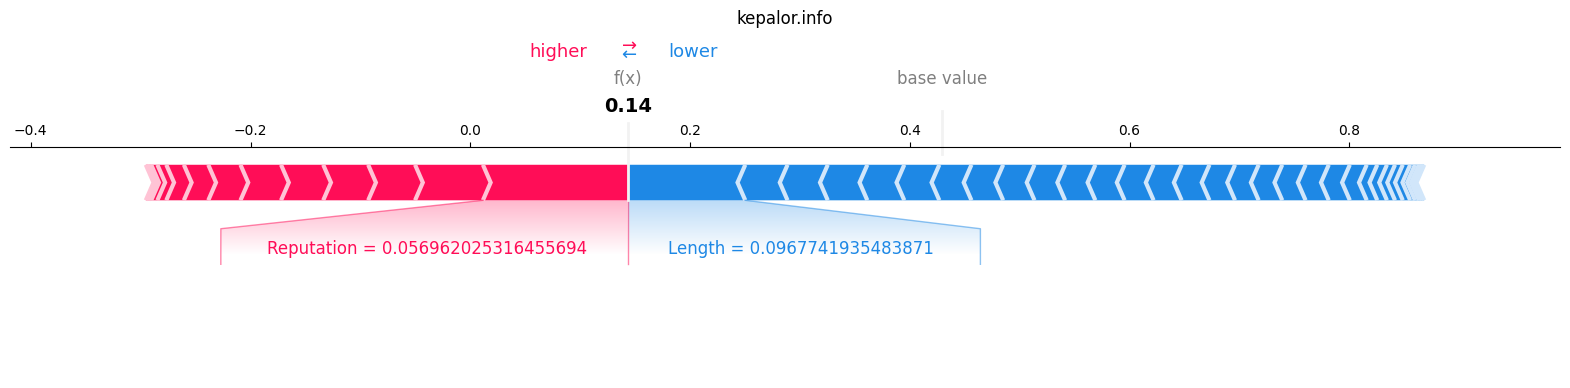 kepalor.info
higher → ← lower
f(x) base value
0.14
−0.4 −0.2 0.0 0.2 0.4 0.6 0.8
Reputation = 0.056962025316455694 Length = 0.0967741935483871